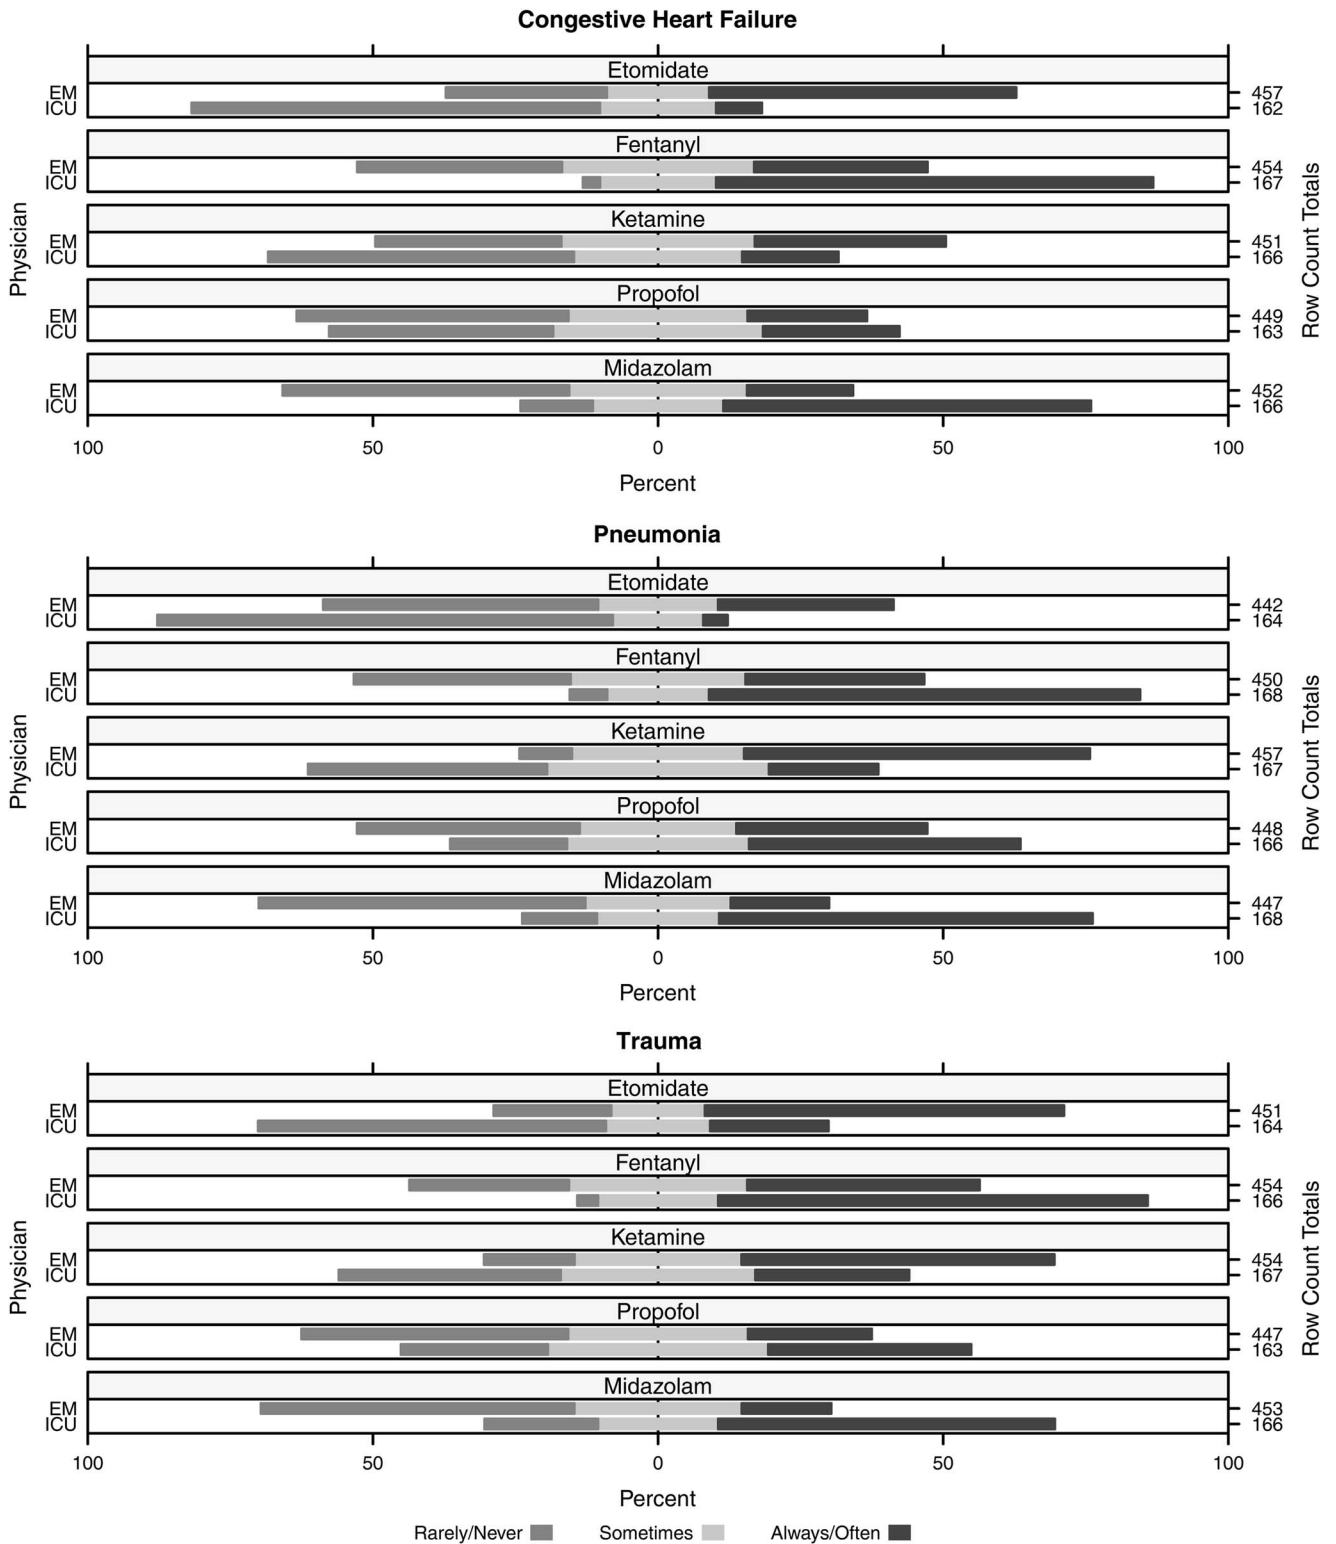 Congestive Heart Failure
Etomidate
EM 457
ICU 162
Fentanyl
EM 454
ICU 167
Ketamine
EM 451
ICU 166
Propofol
EM 449
ICU 163
Midazolam
EM 452
ICU 166
Physician
Row Count Totals
100 50 0 50 100
Percent
Pneumonia
Etomidate
EM 442
ICU 164
Fentanyl
EM 450
ICU 168
Ketamine
EM 457
ICU 167
Propofol
EM 448
ICU 166
Midazolam
EM 447
ICU 168
Physician
Row Count Totals
100 50 0 50 100
Percent
Trauma
Etomidate
EM 451
ICU 164
Fentanyl
EM 454
ICU 166
Ketamine
EM 454
ICU 167
Propofol
EM 447
ICU 163
Midazolam
EM 453
ICU 166
Physician
Row Count Totals
100 50 0 50 100
Percent
Rarely/Never Sometimes Always/Often